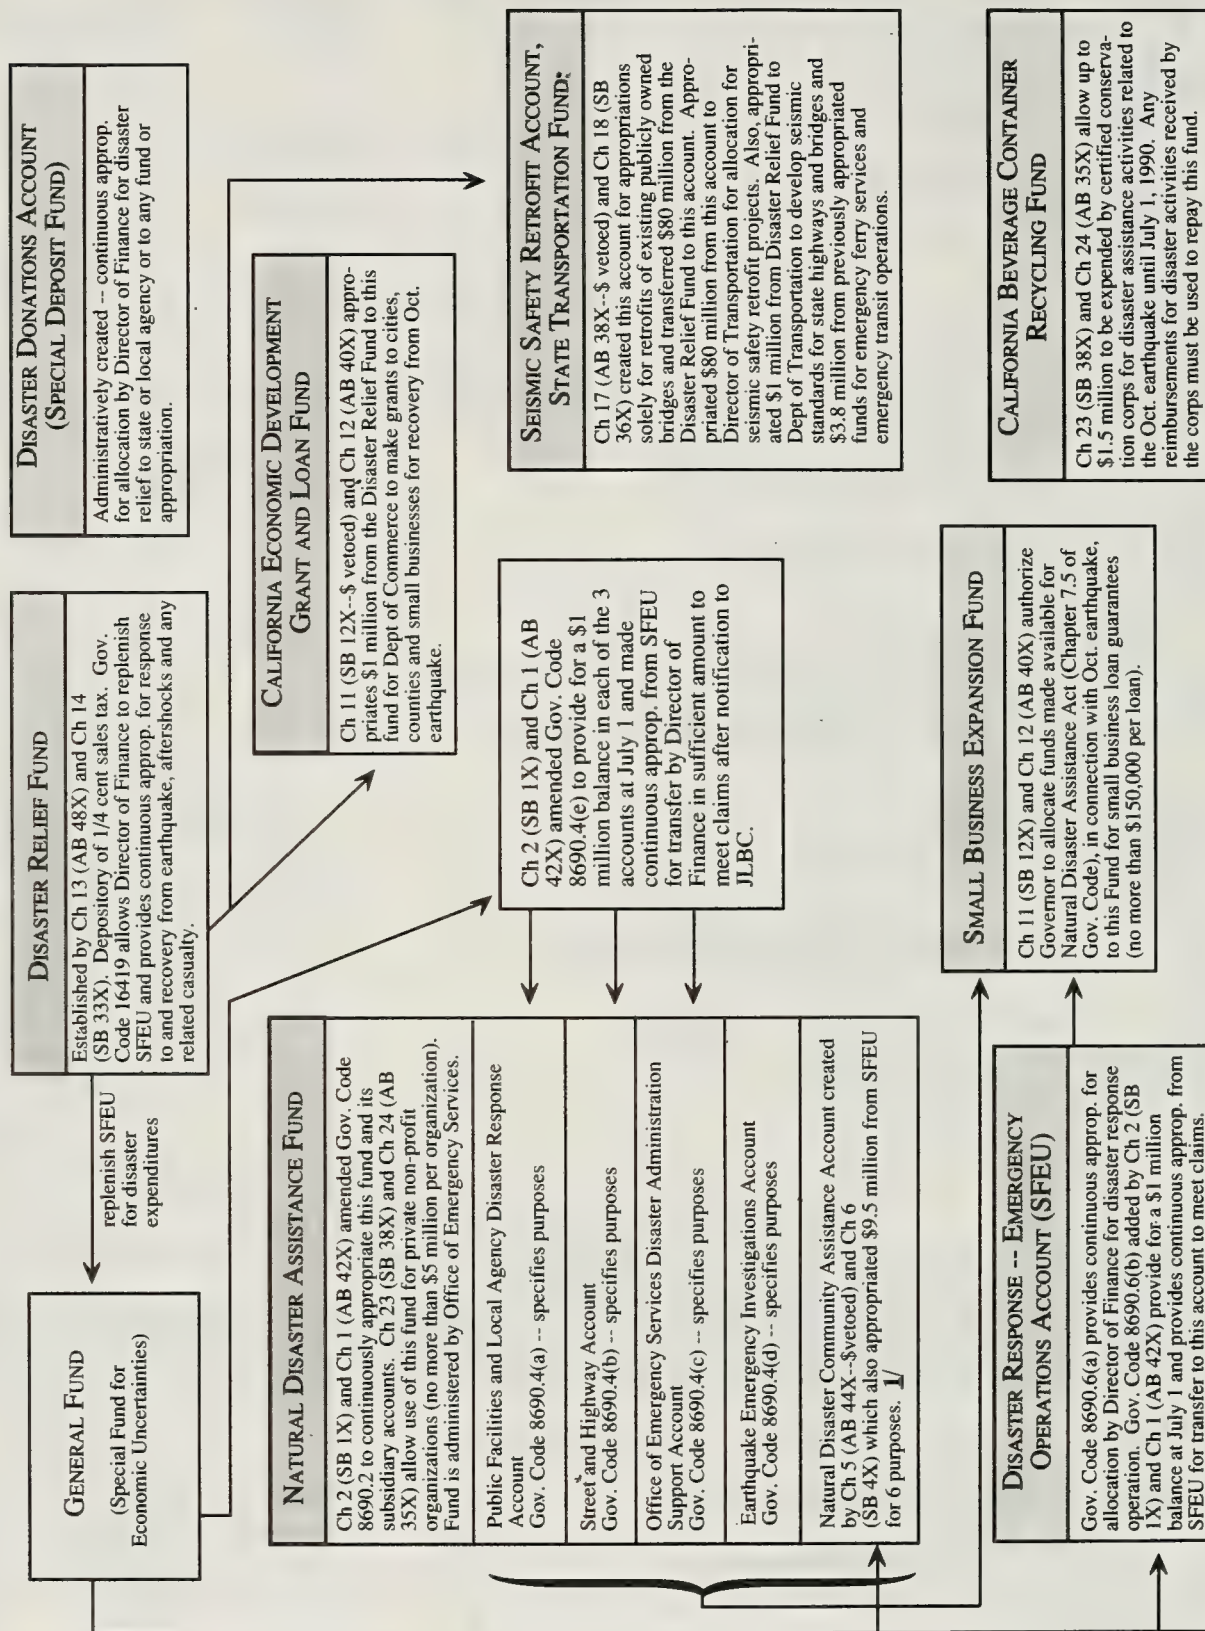 GENERAL FUND
(Special Fund for
Economic Uncertainties)
replenish SFEU
for disaster
expenditures
DISASTER RELIEF FUND
Established by Ch 13 (AB 48X) and Ch 14
(SB 33X). Depository of 1/4 cent sales tax. Gov.
Code 16419 allows Director of Finance to replenish
SFEU and provides continuous approp. for response
to and recovery from earthquake, aftershocks and any
related casualty.
DISASTER DONATIONS ACCOUNT
(SPECIAL DEPOSIT FUND)
Administratively created -- continuous approp.
for allocation by Director of Finance for disaster
relief to state or local agency or to any fund or
appropriation.
NATURAL DISASTER ASSISTANCE FUND
Ch 2 (SB 1X) and Ch 1 (AB 42X) amended Gov. Code
8690.2 to continuously appropriate this fund and its
subsidiary accounts. Ch 23 (SB 38X) and Ch 24 (AB
35X) allow use of this fund for private non-profit
organizations (no more than $5 million per organization).
Fund is administered by Office of Emergency Services.
Public Facilities and Local Agency Disaster Response
Account
Gov. Code 8690.4(a) -- specifies purposes
Street and Highway Account
Gov. Code 8690.4(b) -- specifies purposes
Office of Emergency Services Disaster Administration
Support Account
Gov. Code 8690.4(c) -- specifies purposes
Earthquake Emergency Investigations Account
Gov. Code 8690.4(d) -- specifies purposes
Natural Disaster Community Assistance Account created
by Ch 5 (AB 44X--$vetoed) and Ch 6
(SB 4X) which also appropriated $9.5 million from SFEU
for 6 purposes. 1/
CALIFORNIA ECONOMIC DEVELOPMENT
GRANT AND LOAN FUND
Ch 11 (SB 12X--$ vetoed) and Ch 12 (AB 40X) appro-
priates $1 million from the Disaster Relief Fund to this
fund for Dept of Commerce to make grants to cities,
counties and small businesses for recovery from Oct.
earthquake.
Ch 2 (SB 1X) and Ch 1 (AB
42X) amended Gov. Code
8690.4(e) to provide for a $1
million balance in each of the 3
accounts at July 1 and made
continuous approp. from SFEU
for transfer by Director of
Finance in sufficient amount to
meet claims after notification to
JLBC.
SEISMIC SAFETY RETROFIT ACCOUNT,
STATE TRANSPORTATION FUND
Ch 17 (AB 38X--$ vetoed) and Ch 18 (SB
36X) created this account for appropriations
solely for retrofits of existing publicly owned
bridges and transferred $80 million from the
Disaster Relief Fund to this account. Appro-
priated $80 million from this account to
Director of Transportation for allocation for
seismic safety retrofit projects. Also, appropri-
ated $1 million from Disaster Relief Fund to
Dept of Transportation to develop seismic
standards for state highways and bridges and
$3.8 million from previously appropriated
funds for emergency ferry services and
emergency transit operations.
DISASTER RESPONSE -- EMERGENCY
OPERATIONS ACCOUNT (SFEU)
Gov. Code 8690.6(a) provides continuous approp. for
allocation by Director of Finance for disaster response
operation. Gov. Code 8690.6(b) added by Ch 2 (SB
1X) and Ch 1 (AB 42X) provide for a $1 million
balance at July 1 and provides continuous approp. from
SFEU for transfer to this account to meet claims.
SMALL BUSINESS EXPANSION FUND
Ch 11 (SB 12X) and Ch 12 (AB 40X) authorize
Governor to allocate funds made available for
Natural Disaster Assistance Act (Chapter 7.5 of
Gov. Code), in connection with Oct. earthquake,
to this Fund for small business loan guarantees
(no more than $150,000 per loan).
CALIFORNIA BEVERAGE CONTAINER
RECYCLING FUND
Ch 23 (SB 38X) and Ch 24 (AB 35X) allow up to
$1.5 million to be expended by certified conserva-
tion corps for disaster assistance activities related to
the Oct. earthquake until July 1, 1990. Any
reimbursements for disaster activities received by
the corps must be used to repay this fund.